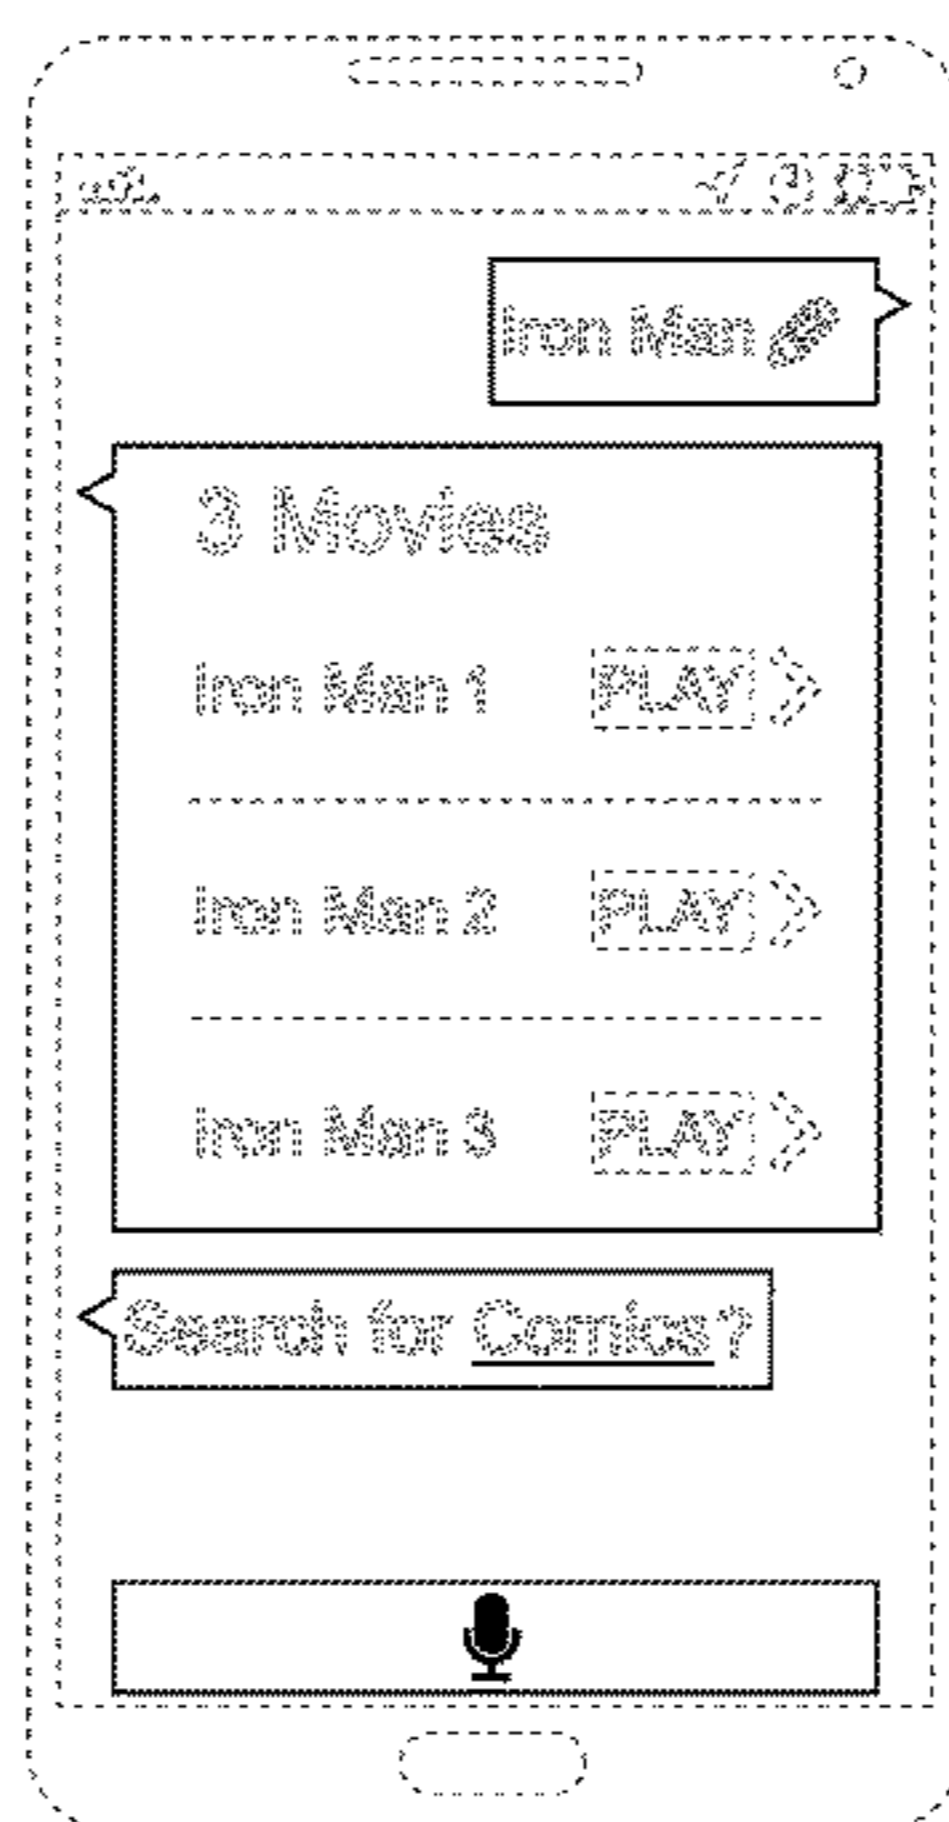 Iron Man
3 Movies
Iron Man 1 PLAY
Iron Man 2 PLAY
Iron Man 3 PLAY
Search for Comics?